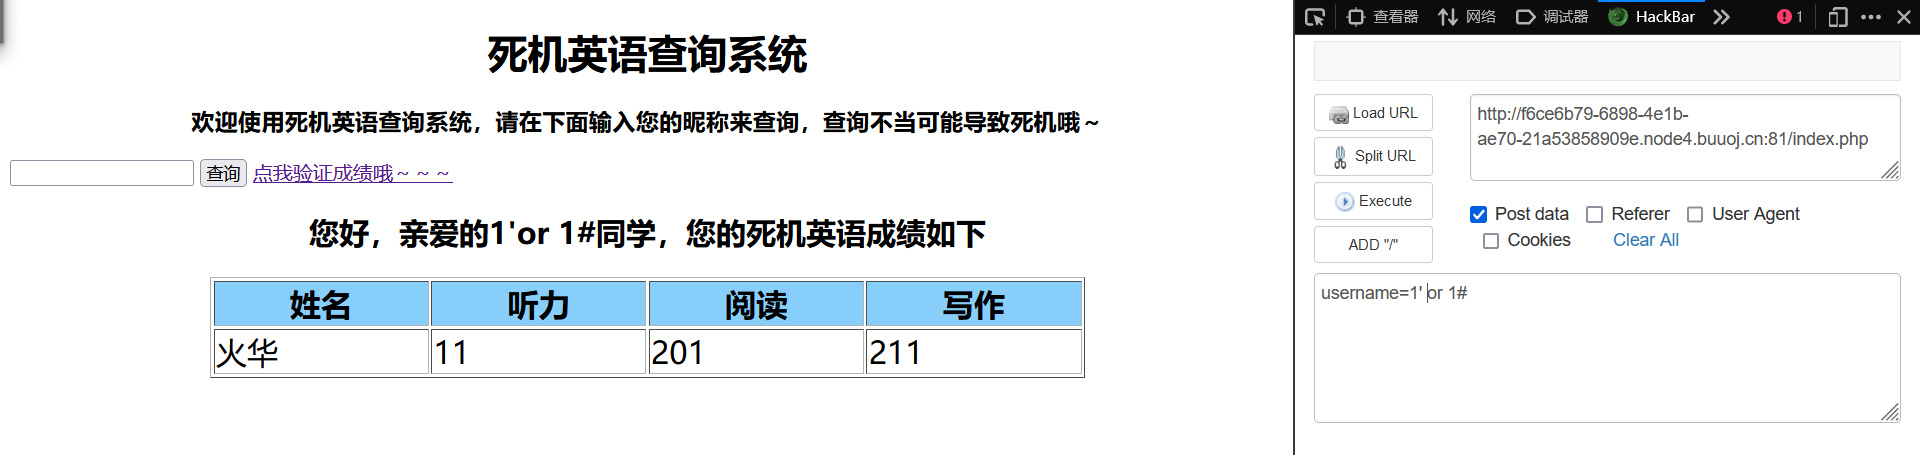 死机英语查询系统
欢迎使用死机英语查询系统，请在下面输入您的昵称来查询，查询不当可能导致死机哦～
查询 点我验证成绩哦～～～
您好，亲爱的1'or 1#同学，您的死机英语成绩如下
姓名 听力 阅读 写作
火华 11 201 211
查看器 网络 调试器 HackBar 1
Load URL
Split URL
Execute
ADD "/"
http://f6ce6b79-6898-4e1b-
ae70-21a53858909e.node4.buuoj.cn:81/index.php
Post data Referer User Agent
Cookies Clear All
username=1' or 1#